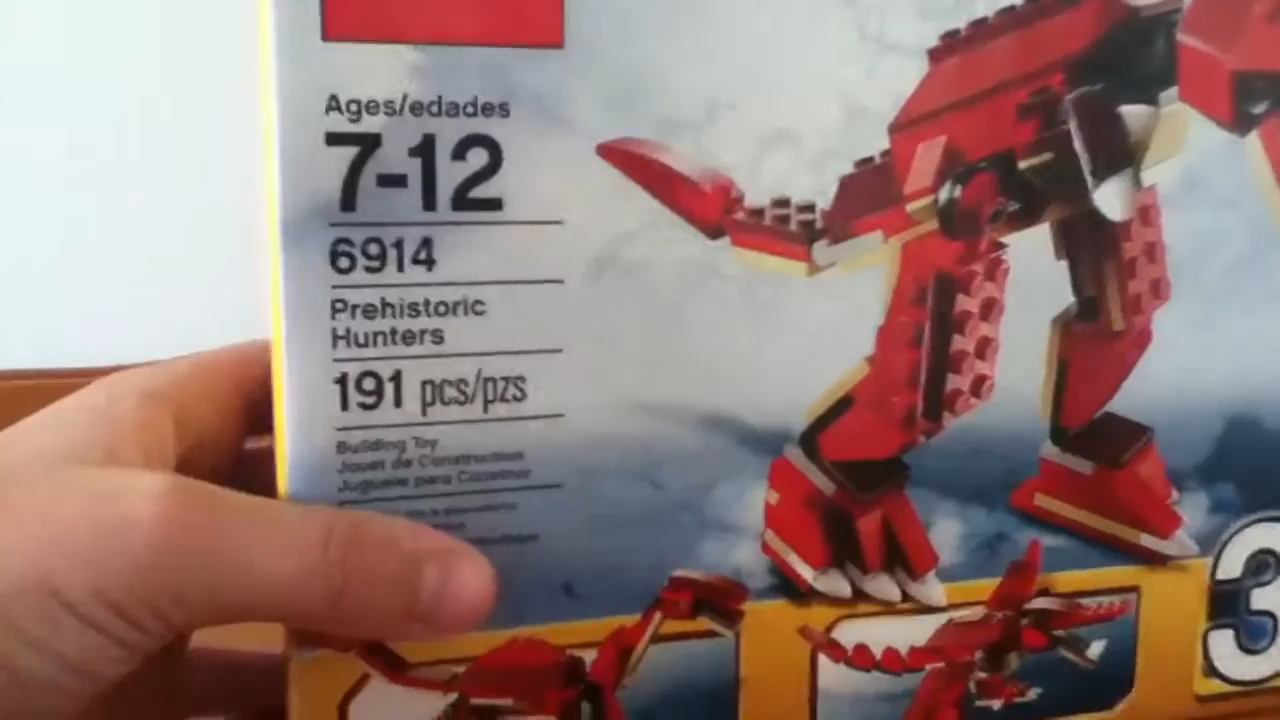 Ages/edades
7-12
6914
Prehistoric
Hunters
191 pcs/pzs
Building Toy
Jouet de Construction
Juguete para Construir
3